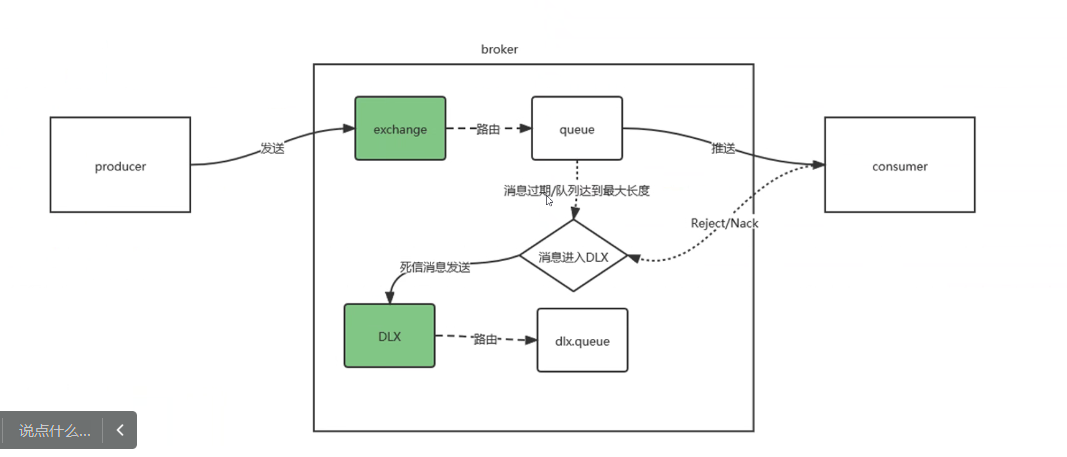 broker
exchange
路由
queue
producer
发送
推送
consumer
消息过期/队列达到最大长度
Reject/Nack
消息进入DLX
死信消息发送
DLX
路由
dlx.queue
说点什么...